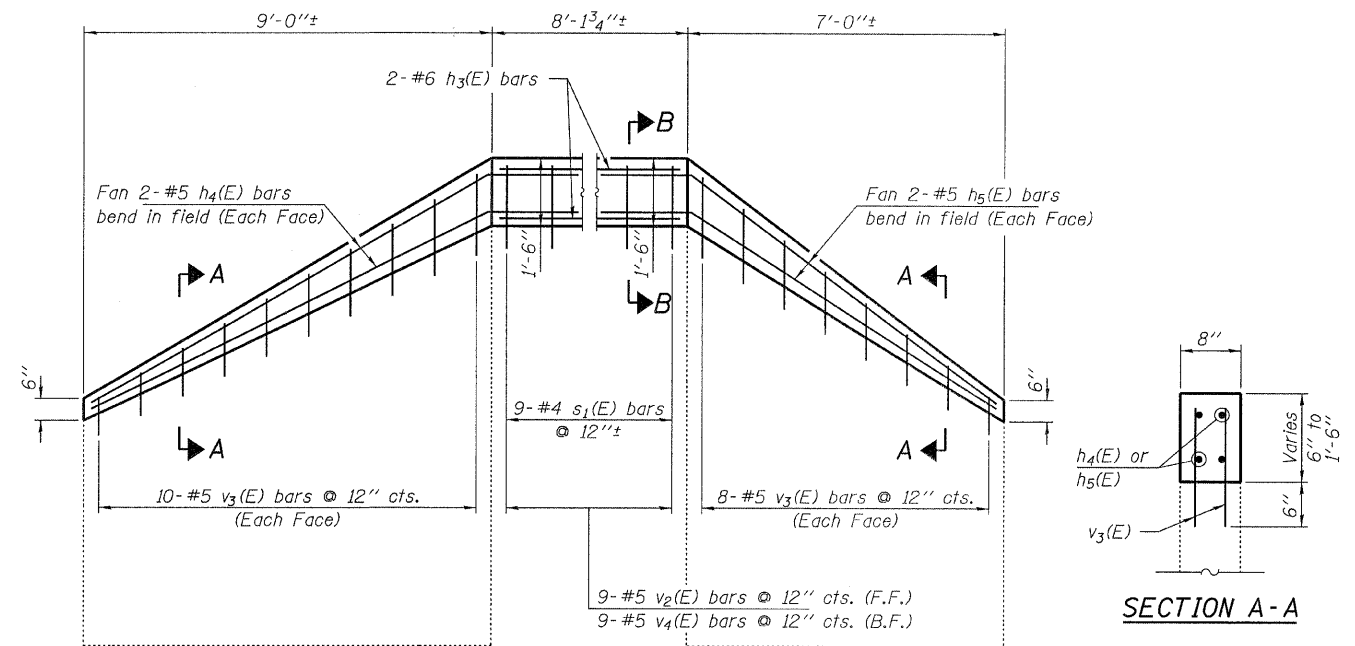 9'-0"±
8'-1¾"±
7'-0"±
2-#6 h3(E) bars
B
Fan 2-#5 h4(E) bars
bend in field (Each Face)
Fan 2-#5 h5(E) bars
bend in field (Each Face)
1'-6"
1'-6"
A
A
B
6"
6"
9-#4 s1(E) bars
@ 12"±
A
A
10-#5 v3(E) bars @ 12" cts.
(Each Face)
8-#5 v3(E) bars @ 12" cts.
(Each Face)
9-#5 v2(E) bars @ 12" cts. (F.F.)
9-#5 v4(E) bars @ 12" cts. (B.F.)
8"
Varies
6" to
1'-6"
h4(E) or
h5(E)
6"
v3(E)
SECTION A-A